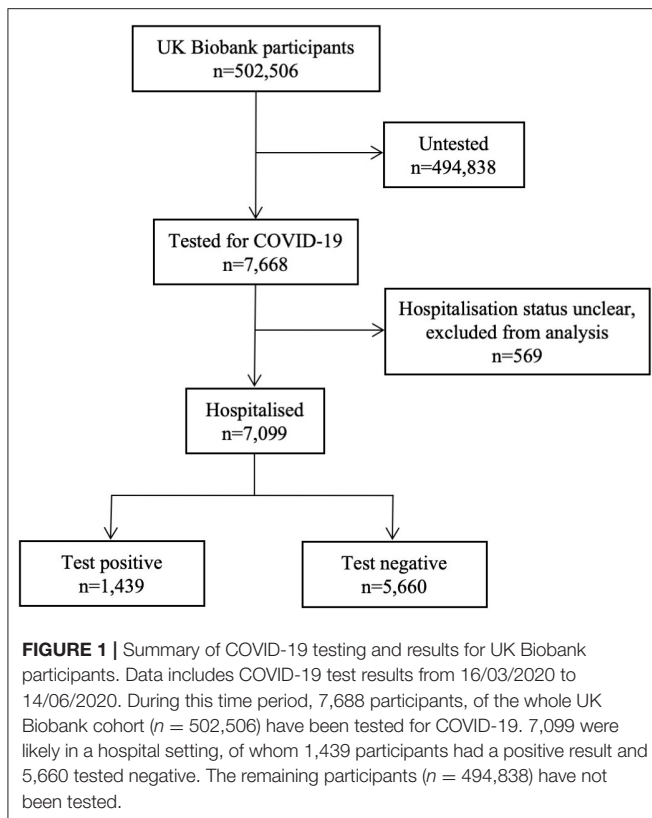 UK Biobank participants
n=502,506
Untested
n=494,838
Tested for COVID-19
n=7,668
Hospitalisation status unclear,
excluded from analysis
n=569
Hospitalised
n=7,099
Test positive
n=1,439
Test negative
n=5,660
FIGURE 1 | Summary of COVID-19 testing and results for UK Biobank
participants. Data includes COVID-19 test results from 16/03/2020 to
14/06/2020. During this time period, 7,688 participants, of the whole UK
Biobank cohort (n = 502,506) have been tested for COVID-19. 7,099 were
likely in a hospital setting, of whom 1,439 participants had a positive result and
5,660 tested negative. The remaining participants (n = 494,838) have not
been tested.